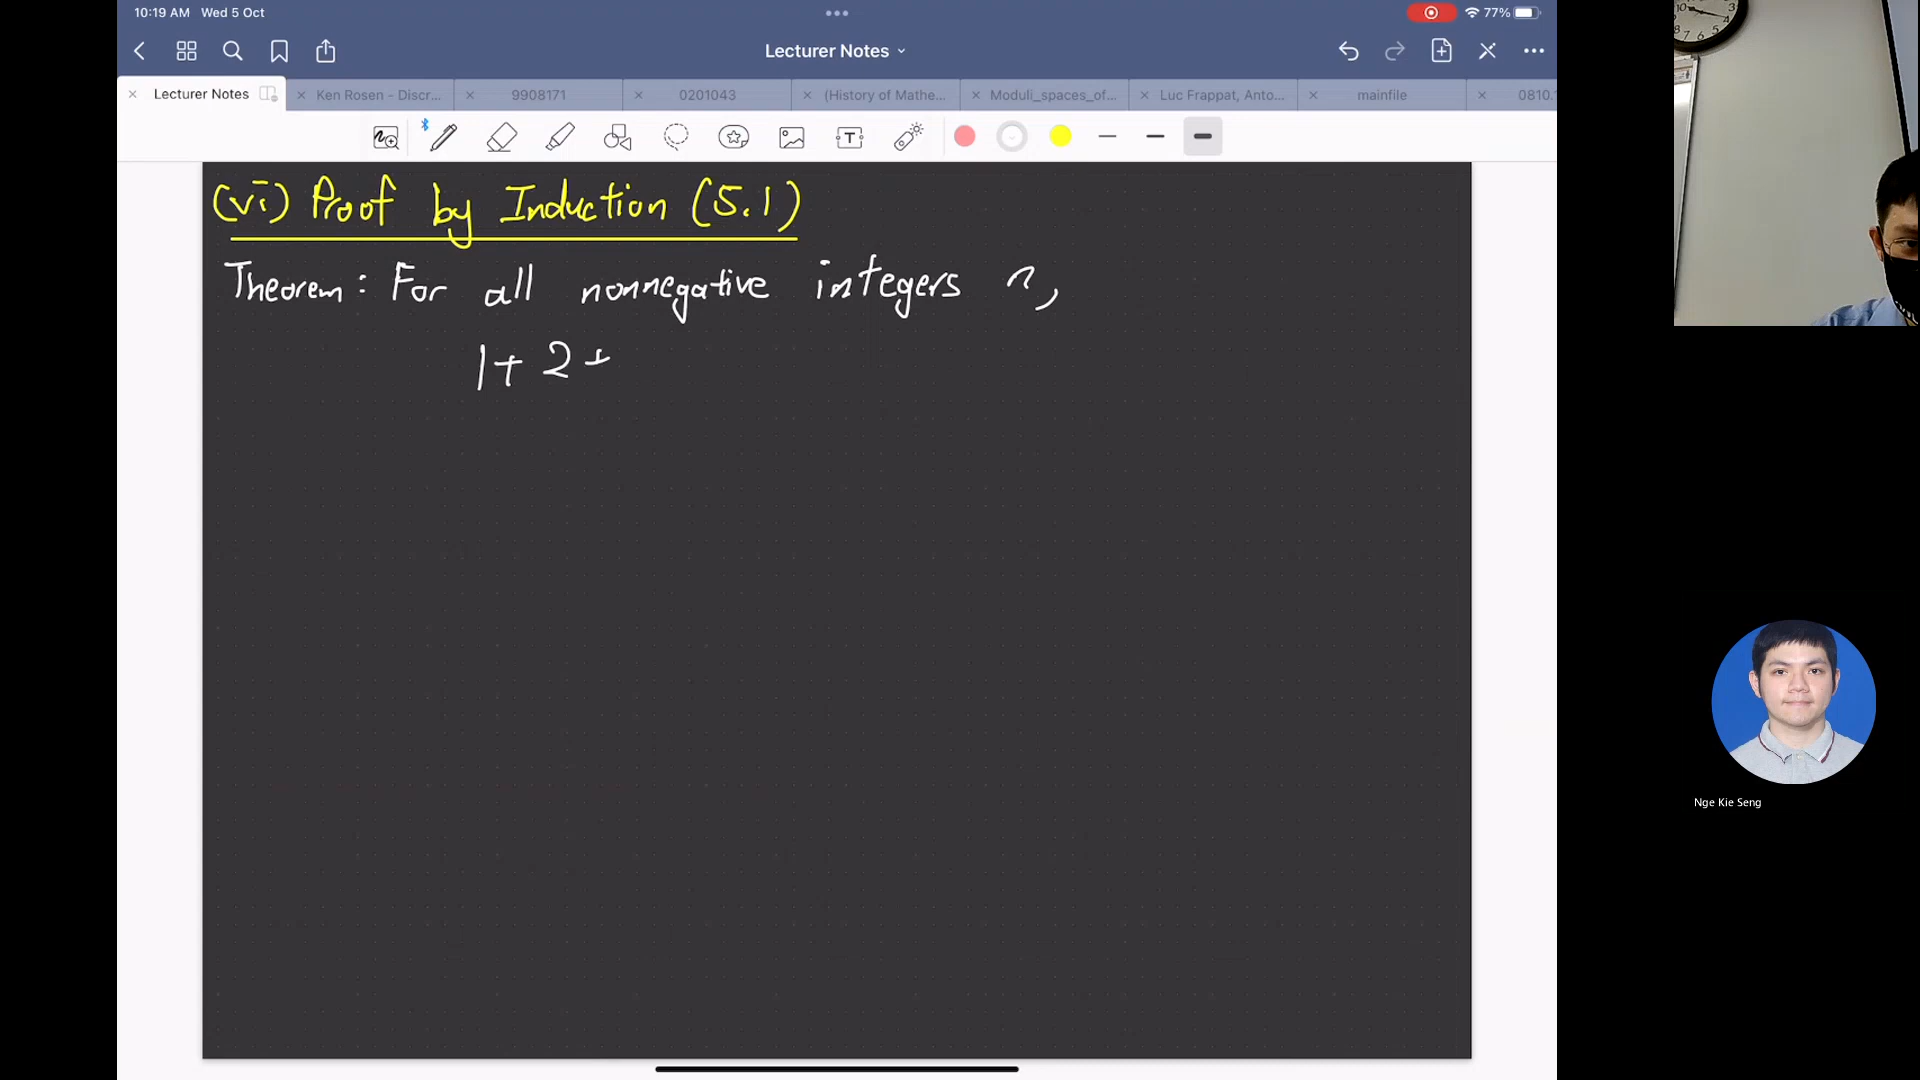 10:19 AM Wed 5 Oct
77%
Lecturer Notes
Lecturer Notes
Ken Rosen - Discr...
9908171
0201043
(History of Mathe...
Moduli_spaces_of...
Luc Frappat, Anto...
mainfile
0810.
(vi) Proof by Induction (5.1)
Theorem: For all nonnegative integers n,
1 + 2 +
Nge Kie Seng